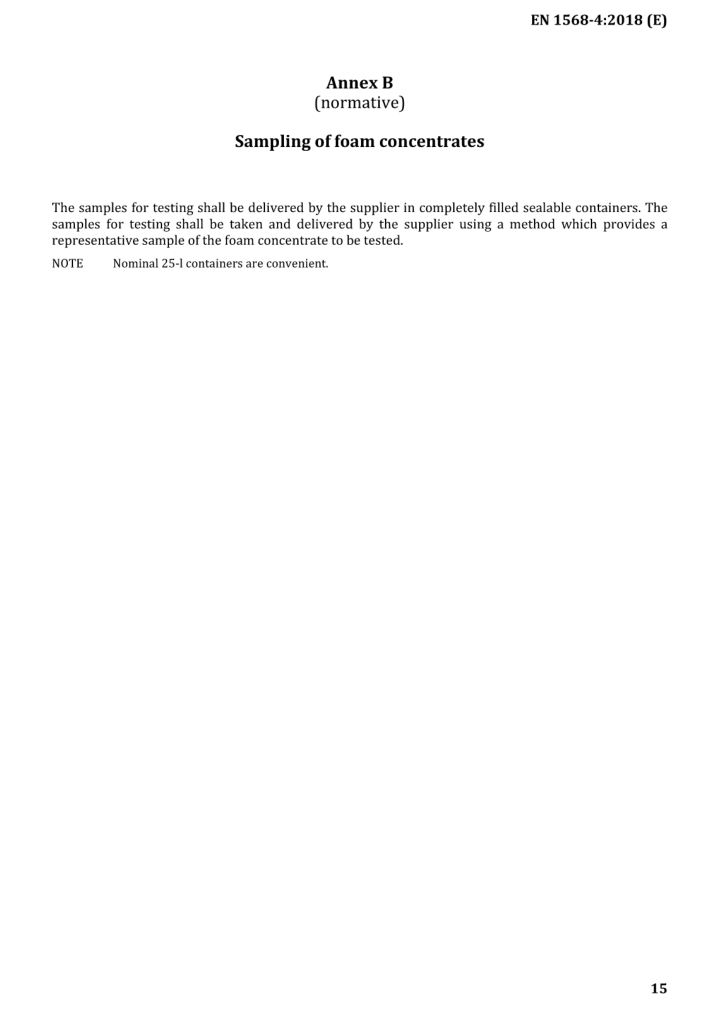 EN 1568-4:2018 (E)
Annex B
(normative)
Sampling of foam concentrates
The samples for testing shall be delivered by the supplier in completely filled sealable containers. The
samples for testing shall be taken and delivered by the supplier using a method which provides a
representative sample of the foam concentrate to be tested.
NOTE Nominal 25-l containers are convenient.
15